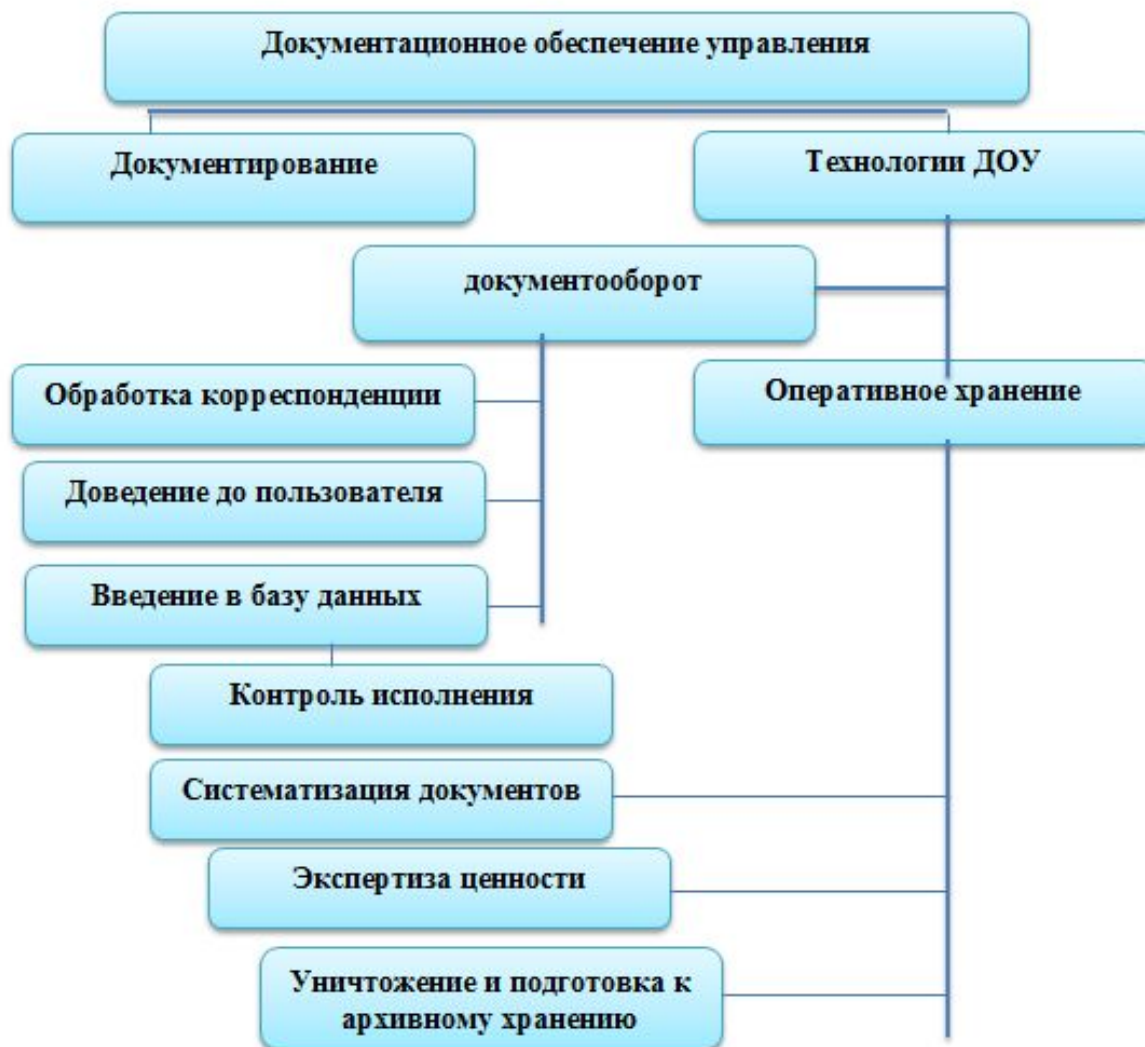 Документационное обеспечение управления
Документирование
Технологии ДОУ
документооборот
Обработка корреспонденции
Оперативное хранение
Доведение до пользователя
Введение в базу данных
Контроль исполнения
Систематизация документов
Экспертиза ценности
Уничтожение и подготовка к
архивному хранению